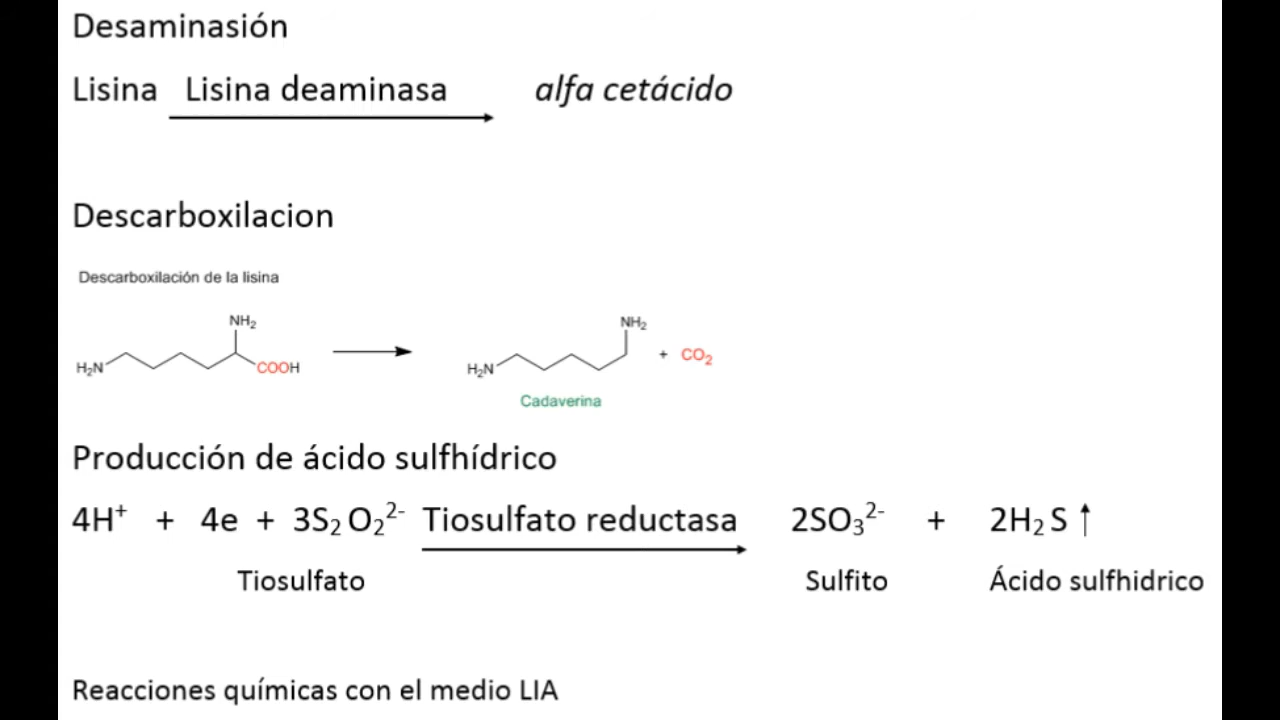 Desaminasión
Lisina Lisina deaminasa alfa cetácido
Descarboxilacion
Descarboxilación de la lisina
NH₂ NH₂
H₂N COOH H₂N + CO₂
Cadaverina
Producción de ácido sulfhídrico
4H⁺ + 4e + 3S₂O₂²⁻ Tiosulfato reductasa 2SO₃²⁻ + 2H₂S ↑
Tiosulfato Sulfito Ácido sulfhidrico
Reacciones químicas con el medio LIA